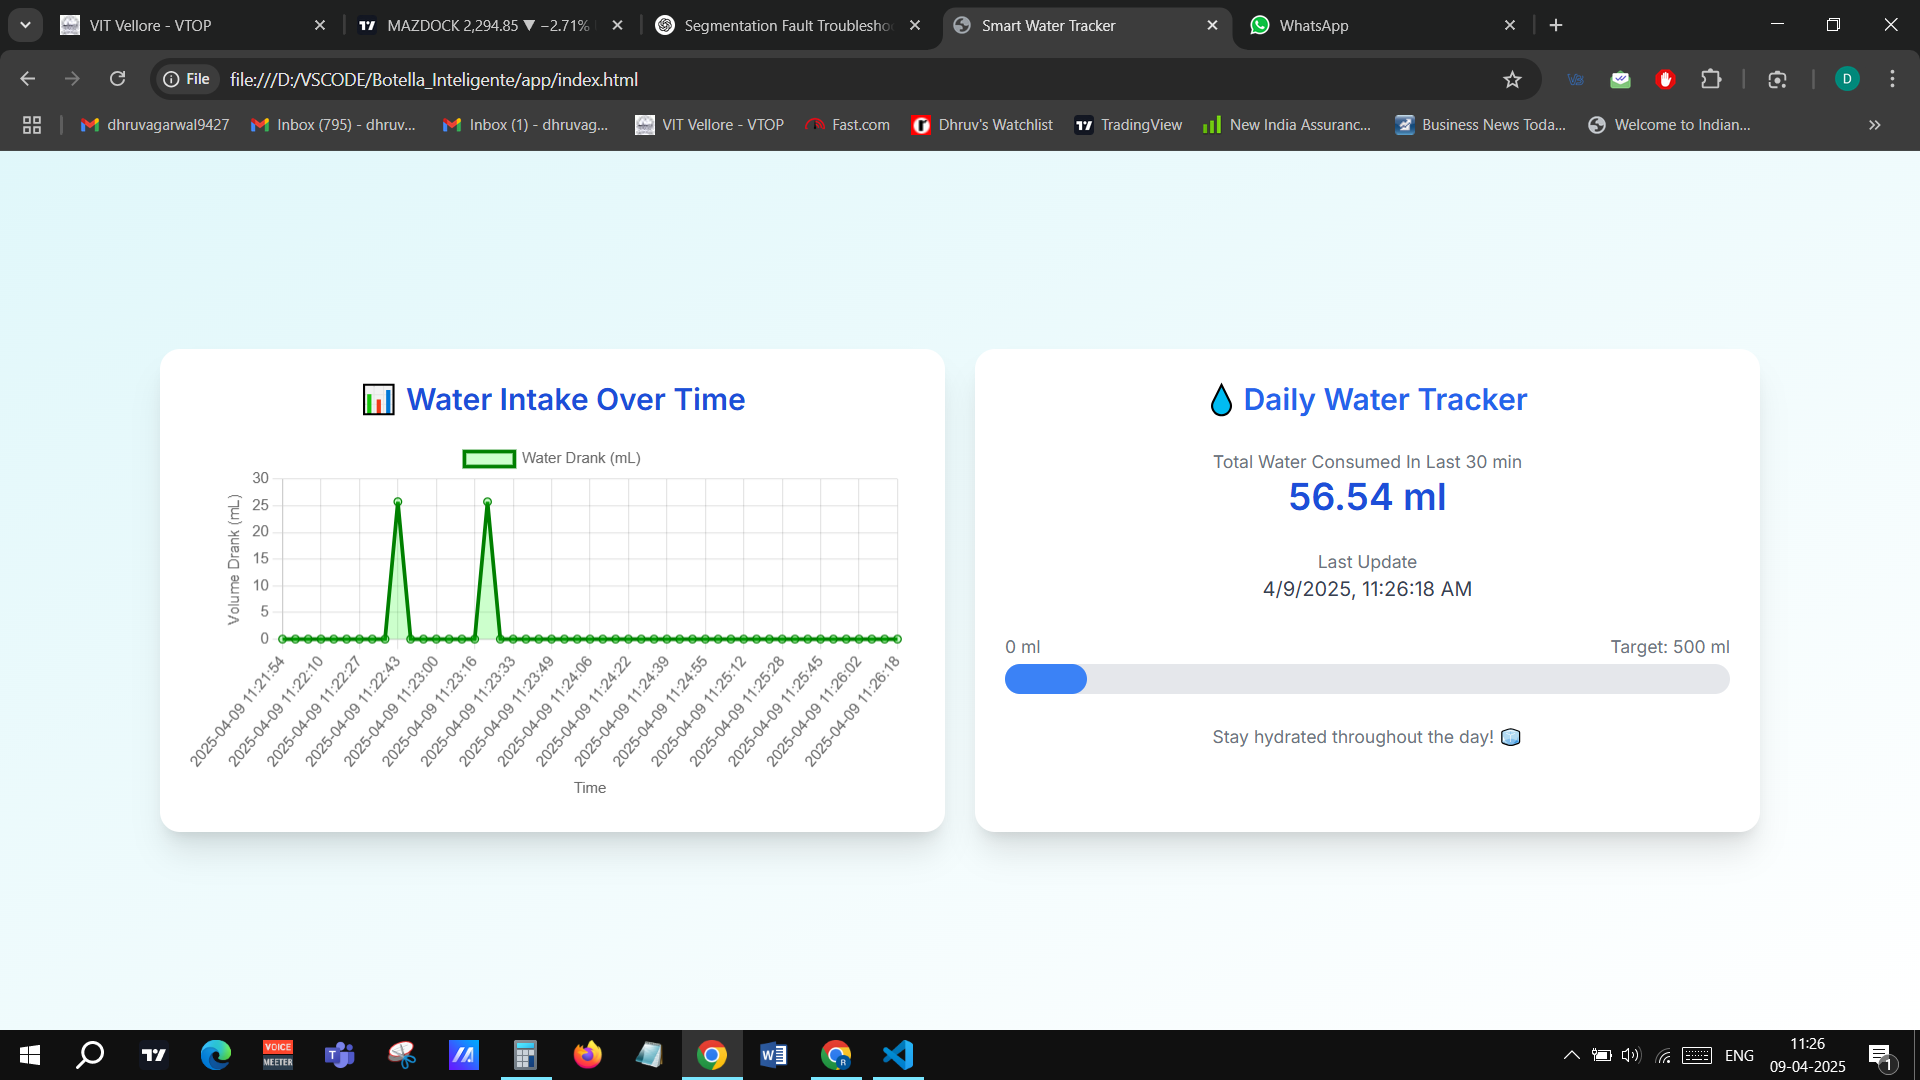 VIT Vellore - VTOP
MAZDOCK 2,294.85 ▼ −2.71%
Segmentation Fault Troublesho
Smart Water Tracker
WhatsApp
File
file:///D:/VSCODE/Botella_Inteligente/app/index.html
D
dhruvagarwal9427
Inbox (795) - dhruv...
Inbox (1) - dhruvag...
VIT Vellore - VTOP
Fast.com
Dhruv's Watchlist
TradingView
New India Assuranc...
Business News Toda...
Welcome to Indian...
Water Intake Over Time
Water Drank (mL)
Volume Drank (mL)
30
25
20
15
10
5
0
2025-04-09 11:21:54
2025-04-09 11:22:10
2025-04-09 11:22:27
2025-04-09 11:22:43
2025-04-09 11:23:00
2025-04-09 11:23:16
2025-04-09 11:23:33
2025-04-09 11:23:49
2025-04-09 11:24:06
2025-04-09 11:24:22
2025-04-09 11:24:39
2025-04-09 11:24:55
2025-04-09 11:25:12
2025-04-09 11:25:28
2025-04-09 11:25:45
2025-04-09 11:26:02
2025-04-09 11:26:18
Time
Daily Water Tracker
Total Water Consumed In Last 30 min
56.54 ml
Last Update
4/9/2025, 11:26:18 AM
0 ml
Target: 500 ml
Stay hydrated throughout the day!
VOICE
MEETER
ENG
11:26
09-04-2025
1